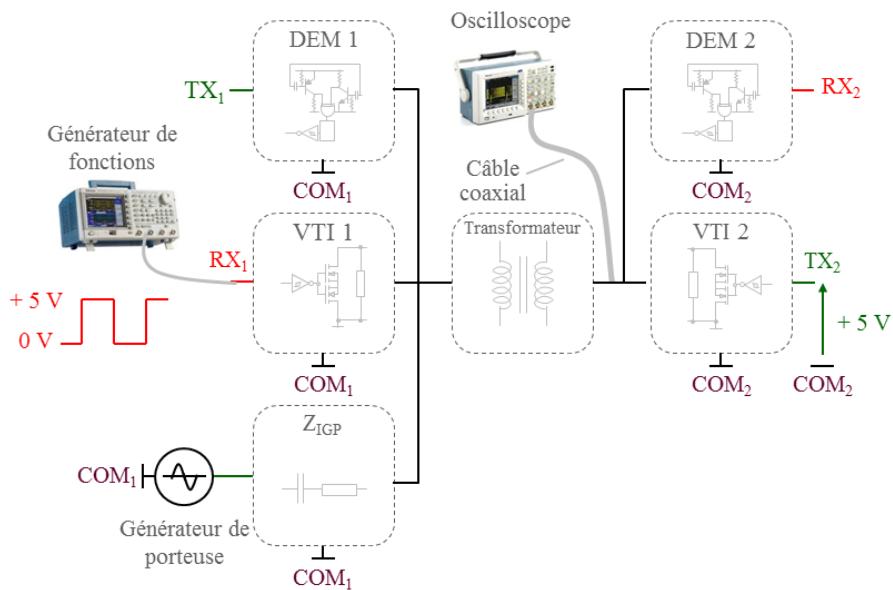 Oscilloscope
DEM 1
DEM 2
TX₁
RX₂
Générateur de
fonctions
COM₁
Câble
coaxial
COM₂
VTI 1
Transformateur
VTI 2
RX₁
TX₂
+ 5 V
0 V
+ 5 V
COM₁
COM₂
COM₂
Z_IGP
COM₁
Générateur de
porteuse
COM₁